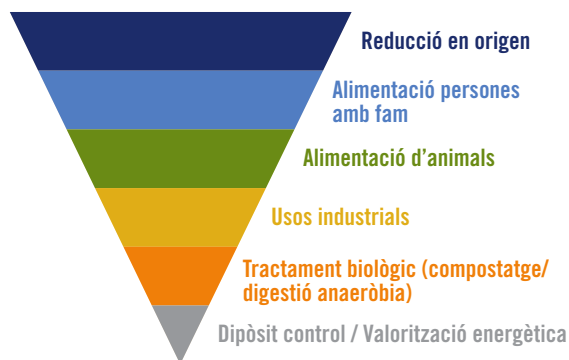 Reducció en origen
Alimentació persones
amb fam
Alimentació d'animals
Usos industrials
Tractament biològic (compostatge/
digestió anaeròbia)
Dipòsit control / Valorització energètica